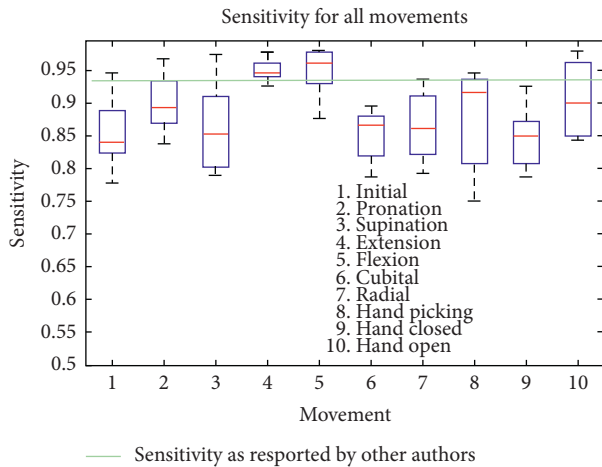 Sensitivity for all movements
0.95
0.9
0.85
0.8
0.75
0.7
0.65
0.6
0.55
0.5
Sensitivity
1. Initial
2. Pronation
3. Supination
4. Extension
5. Flexion
6. Cubital
7. Radial
8. Hand picking
9. Hand closed
10. Hand open
1 2 3 4 5 6 7 8 9 10
Movement
Sensitivity as resported by other authors